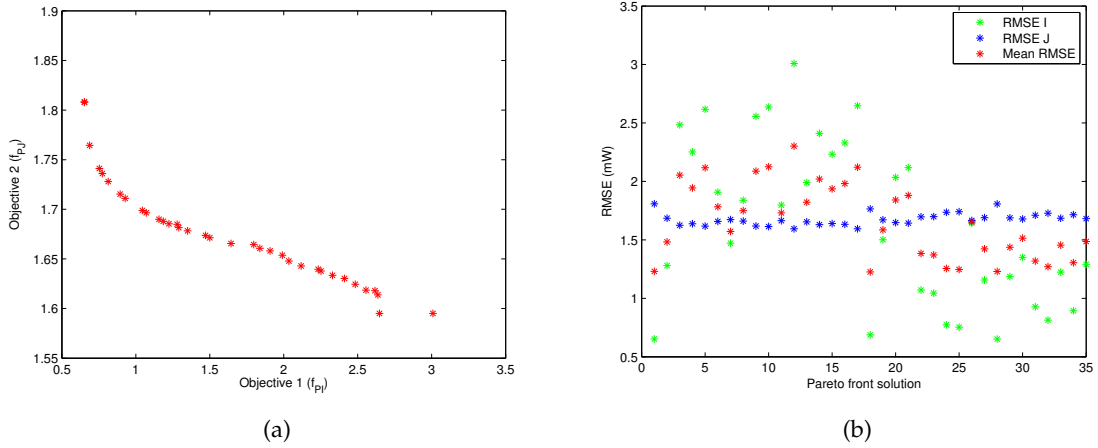 1.9
1.85
1.8
1.75
1.7
1.65
1.6
1.55
Objective 2 (f_PJ)
0.5 1 1.5 2 2.5 3 3.5
Objective 1 (f_PI)
(a)
3.5
3
2.5
2
1.5
1
0.5
RMSE (mW)
RMSE I
RMSE J
Mean RMSE
0 5 10 15 20 25 30 35
Pareto front solution
(b)